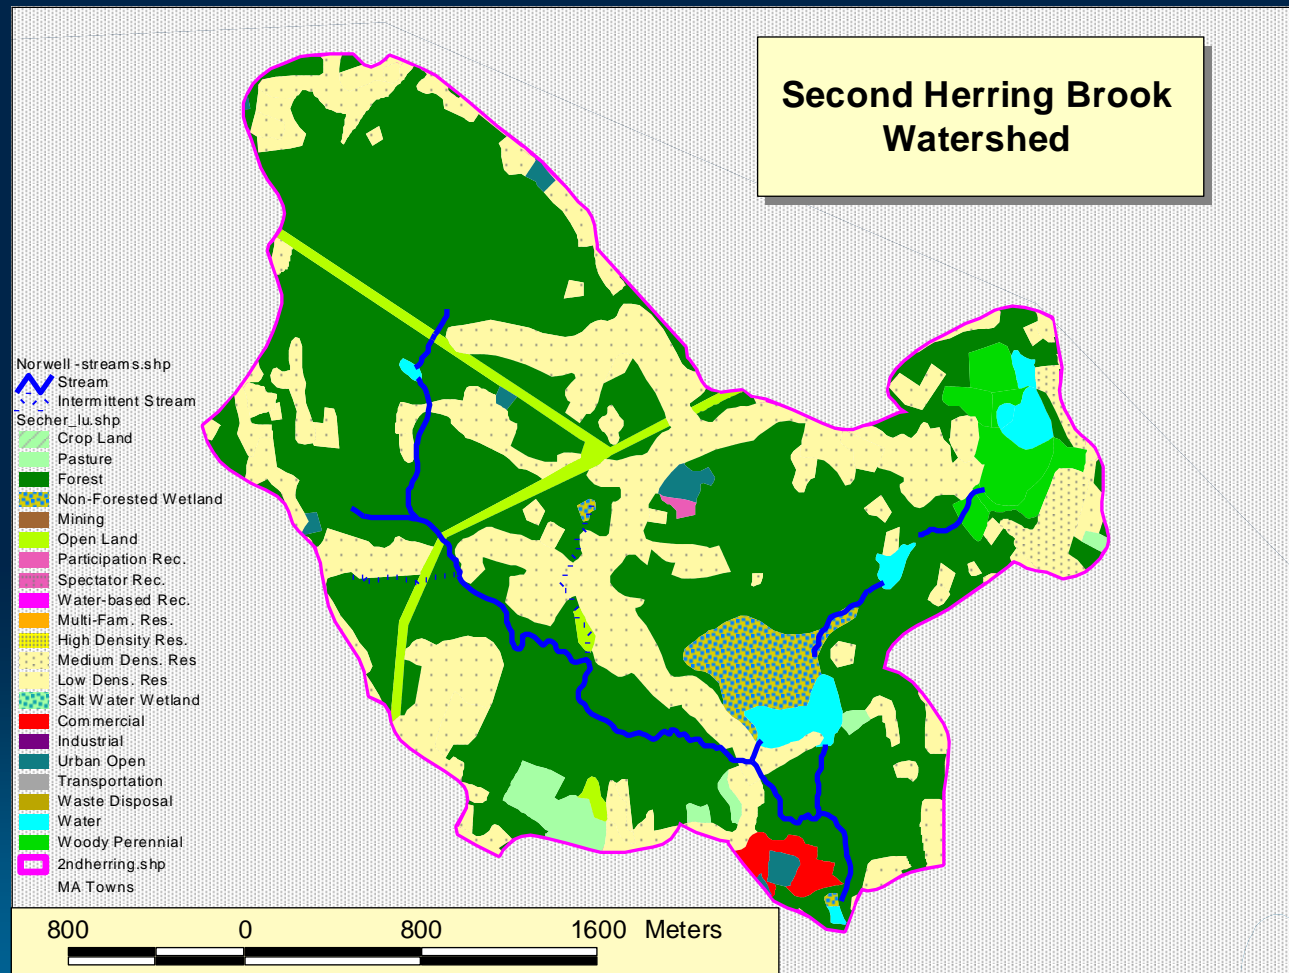 Second Herring Brook
Watershed
Norwell -streams.shp
Stream
Intermittent Stream
Secher_lu.shp
Crop Land
Pasture
Forest
Non-Forested Wetland
Mining
Open Land
Participation Rec.
Spectator Rec.
Water-based Rec.
Multi-Fam. Res.
High Density Res.
Medium Dens. Res
Low Dens. Res
Salt Water Wetland
Commercial
Industrial
Urban Open
Transportation
Waste Disposal
Water
Woody Perennial
2ndherring.shp
MA Towns
800 0 800 1600 Meters